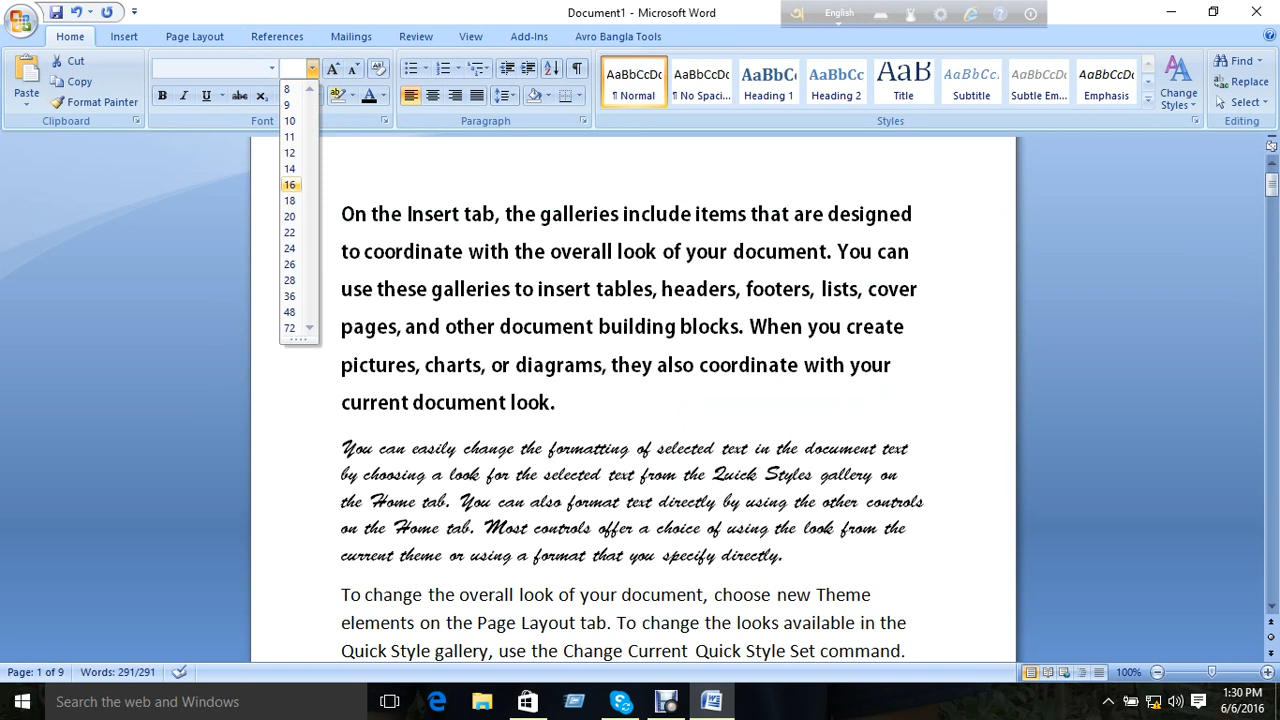 Document1 - Microsoft Word
English
Home Insert Page Layout References Mailings Review View Add-Ins Avro Bangla Tools
Paste
Cut
Copy
Format Painter
Clipboard
B I U abc x₂
Font
Paragraph
AaBbCcDc AaBbCcDc AaBbCc AaBbCc AaB AaBbCc. AaBbCcDc AaBbCcDc
¶ Normal ¶ No Spaci... Heading 1 Heading 2 Title Subtitle Subtle Em... Emphasis
Change
Styles
Styles
Find
Replace
Select
Editing
8
9
10
11
12
14
16
18
20
22
24
26
28
36
48
72
On the Insert tab, the galleries include items that are designed
to coordinate with the overall look of your document. You can
use these galleries to insert tables, headers, footers, lists, cover
pages, and other document building blocks. When you create
pictures, charts, or diagrams, they also coordinate with your
current document look.
You can easily change the formatting of selected text in the document text
by choosing a look for the selected text from the Quick Styles gallery on
the Home tab. You can also format text directly by using the other controls
on the Home tab. Most controls offer a choice of using the look from the
current theme or using a format that you specify directly.
To change the overall look of your document, choose new Theme
elements on the Page Layout tab. To change the looks available in the
Quick Style gallery, use the Change Current Quick Style Set command.
Page: 1 of 9 Words: 291/291 100%
Search the web and Windows
1:30 PM
6/6/2016